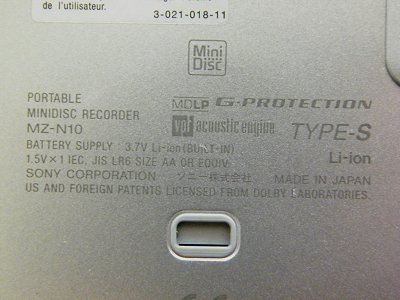 de l'utilisateur.
3-021-018-11
Mini
Disc
PORTABLE
MINIDISC RECORDER
MZ-N10
MDLP G-PROTECTION
vpt acoustic engine TYPE-S
BATTERY SUPPLY : 3.7V Li-ion(BUILT-IN)
Li-ion
1.5V×1 IEC, JIS LR6 SIZE AA OR EQUIV.
SONY CORPORATION ソニー株式会社 MADE IN JAPAN
US AND FOREIGN PATENTS LICENSED FROM DOLBY LABORATORIES.